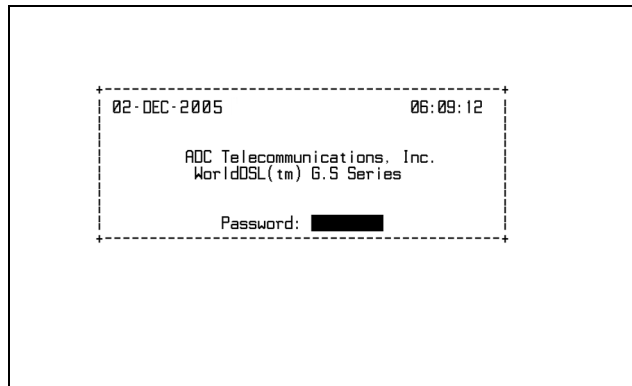 02-DEC-2005 06:09:12
ADC Telecommunications, Inc.
WorldDSL(tm) G.S Series
Password: